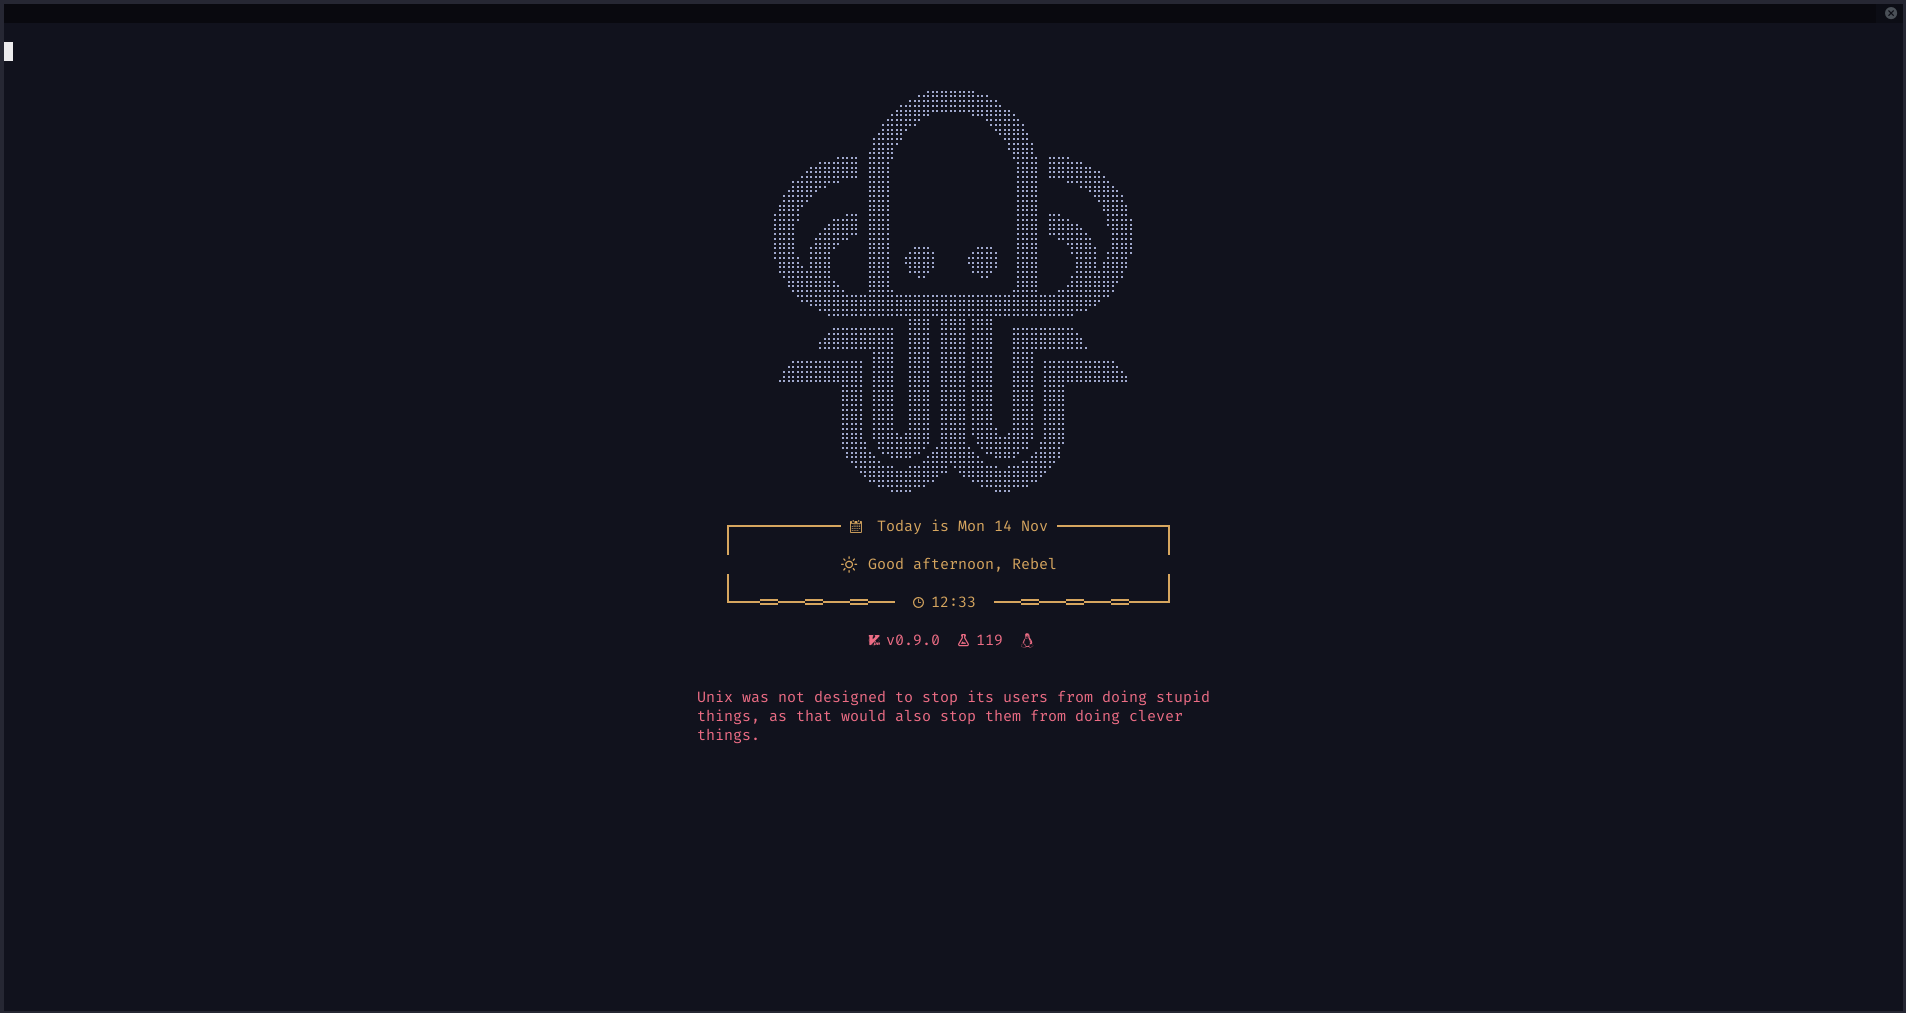 Today is Mon 14 Nov
Good afternoon, Rebel
12:33
v0.9.0 119
Unix was not designed to stop its users from doing stupid
things, as that would also stop them from doing clever
things.